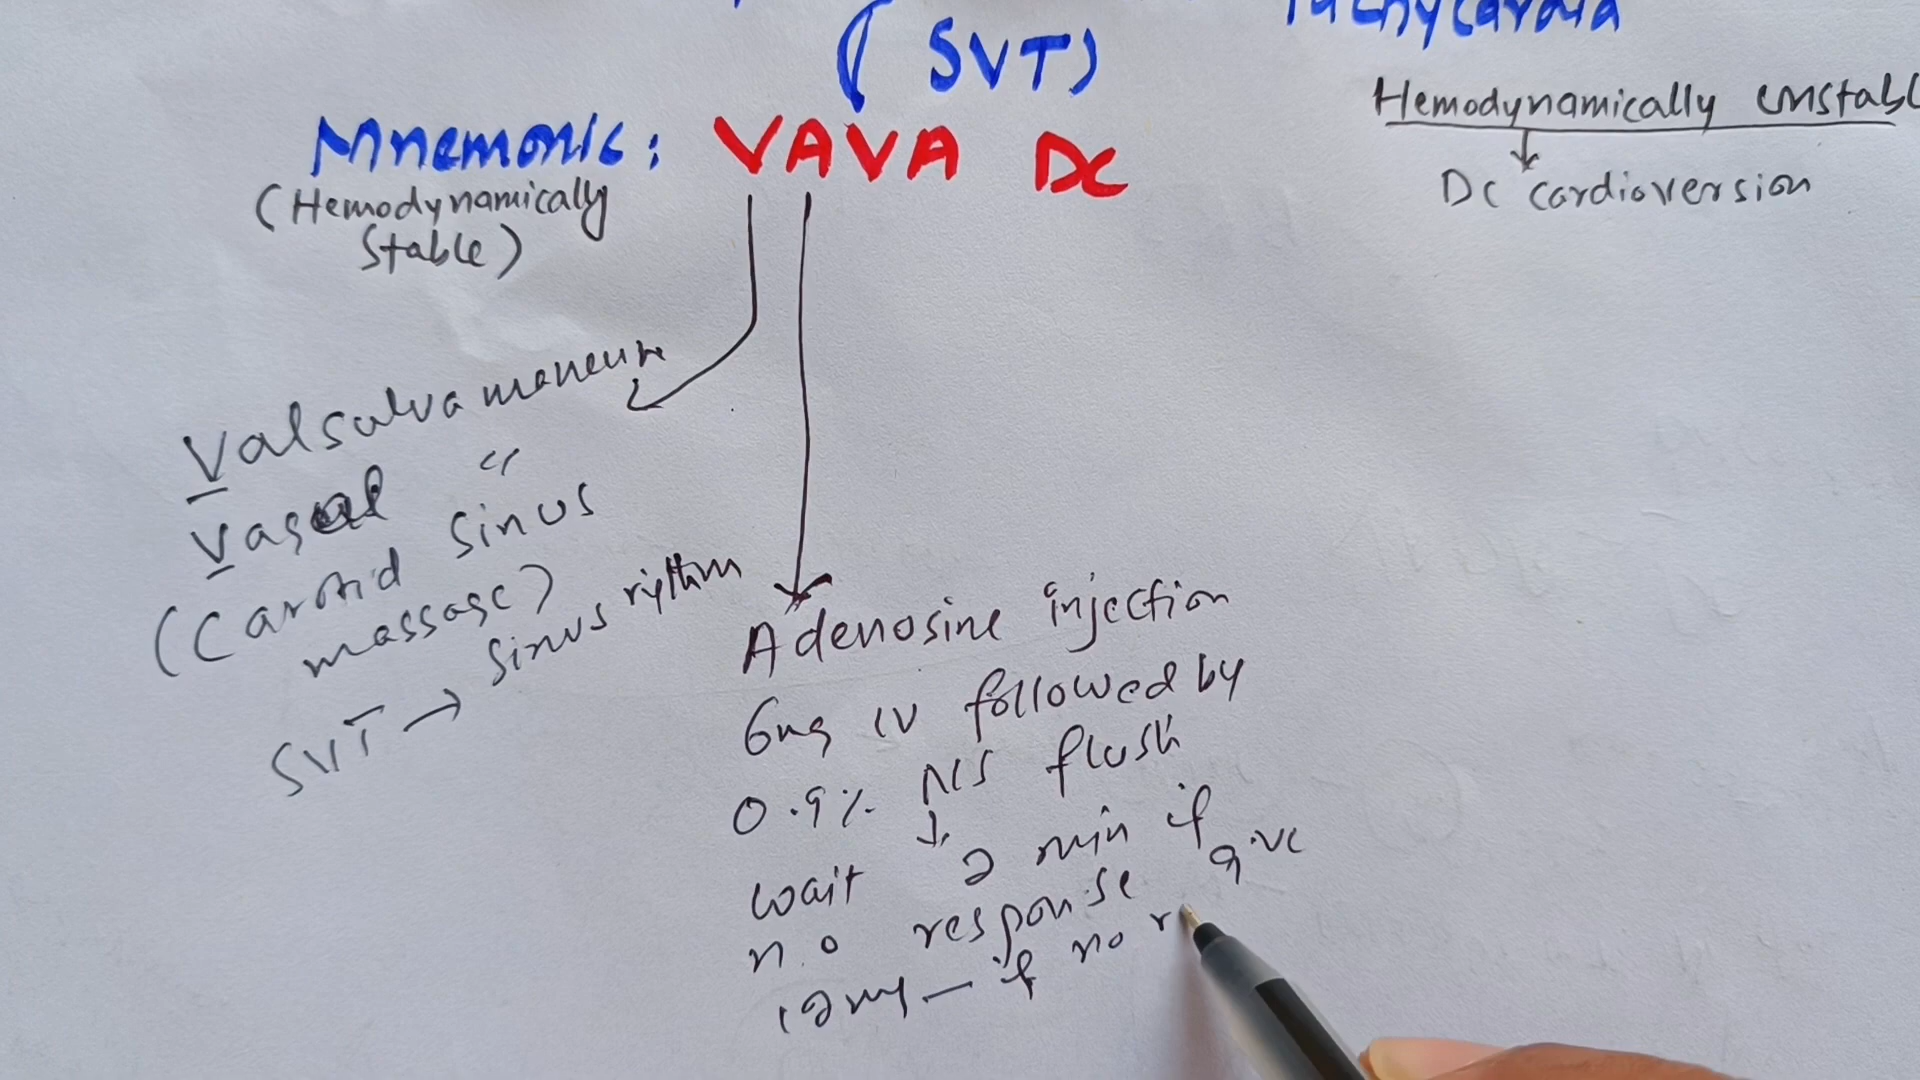 Tachycardia
(SVT)
Hemodynamically unstabl
Dc cardioversion
Mnemonic: VAVA DC
(Hemodynamically
Stable)
Valsalva
Vagal "
(Carotid sinus
massage)
SVT → sinus
Adenosine injection
6mg IV followed by
0.9% NS flush
wait 2 min if
no response give
12mg — if no r